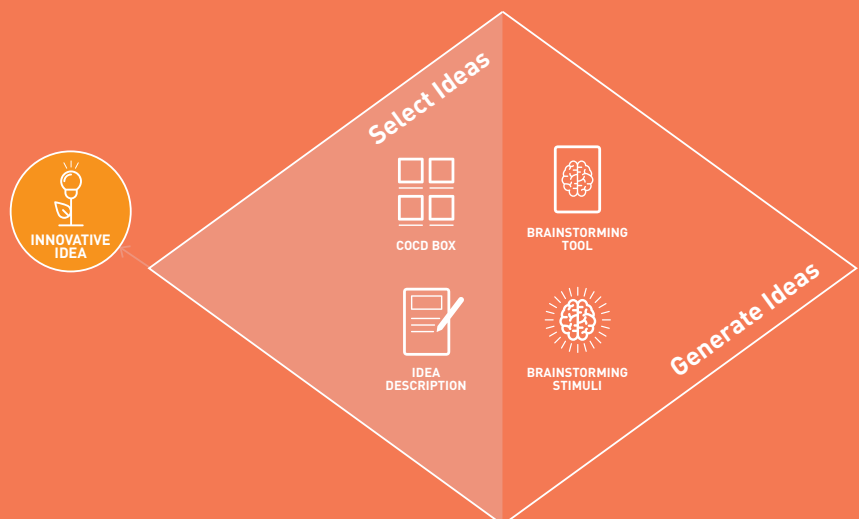 Select Ideas
INNOVATIVE
IDEA
COCD BOX
BRAINSTORMING
TOOL
IDEA
DESCRIPTION
BRAINSTORMING
STIMULI
Generate Ideas